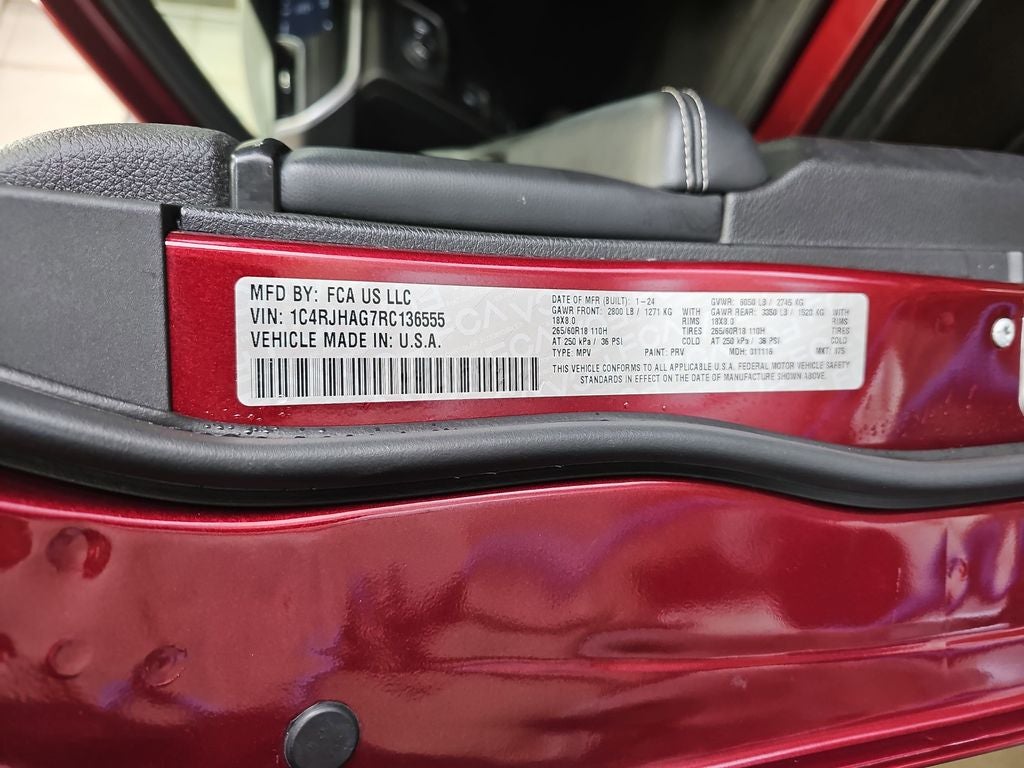 MFD BY: FCA US LLC
VIN: 1C4RJHAG7RC136555
VEHICLE MADE IN: U.S.A.
DATE OF MFR (BUILT): 1-24
GAWR FRONT: 2800 LB / 1271 KG WITH
18X8.0 RIMS
265/60R18 110H TIRES
AT 250 kPa / 36 PSI COLD
TYPE: MPV PAINT: PRV
GVWR: 6050 LB / 2745 KG
GAWR REAR: 3350 LB / 1520 KG WITH
18X8.0 RIMS
265/60R18 110H TIRES
AT 250 kPa / 36 PSI COLD
MDH: 011116 MKT:
THIS VEHICLE CONFORMS TO ALL APPLICABLE U.S.A. FEDERAL MOTOR VEHICLE SAFETY
STANDARDS IN EFFECT ON THE DATE OF MANUFACTURE SHOWN ABOVE.